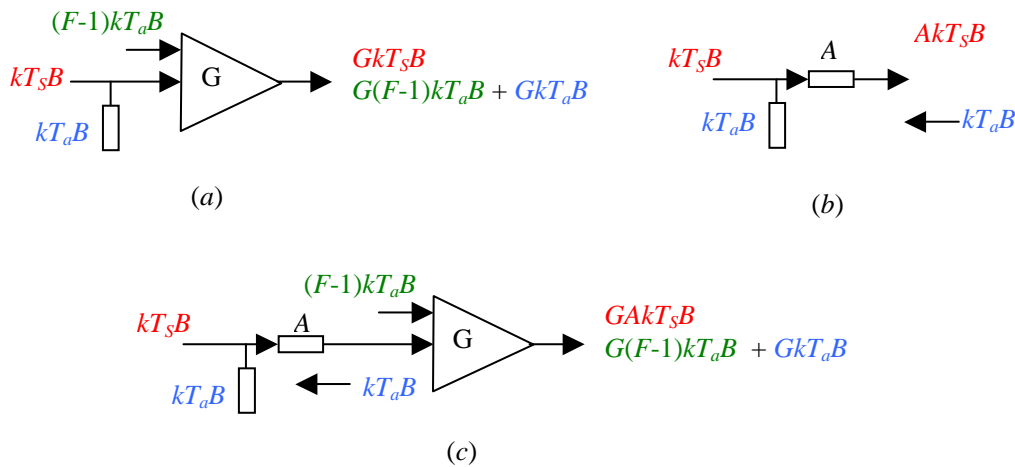 (F-1)kTaB
kTSB
G
kTaB
GkTSB
G(F-1)kTaB + GkTaB
(a)
AkTSB
A
kTSB
kTaB
kTaB
(b)
(F-1)kTaB
kTSB
A
G
kTaB
kTaB
GAkTSB
G(F-1)kTaB + GkTaB
(c)